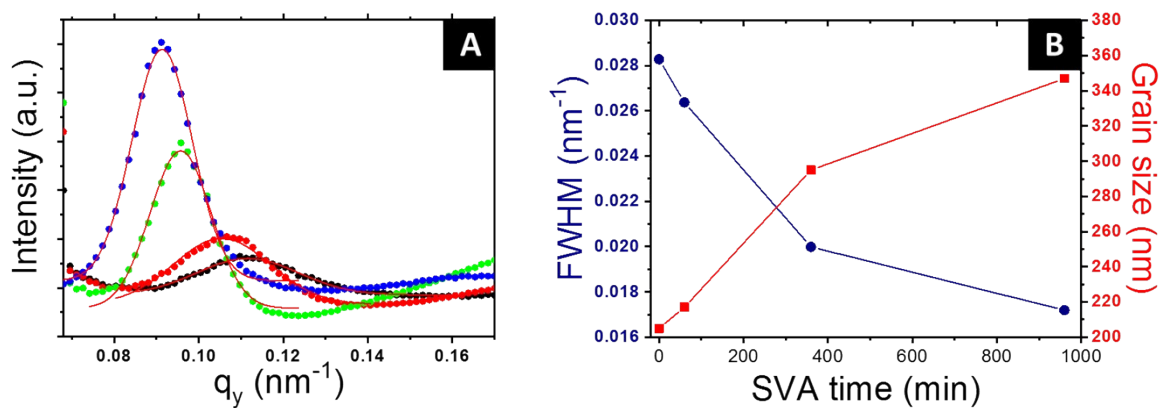 A
Intensity (a.u.)
0.08 0.10 0.12 0.14 0.16
q_y (nm⁻¹)
B
0.030
0.028
0.026
0.024
0.022
0.020
0.018
0.016
FWHM (nm⁻¹)
380
360
340
320
300
280
260
240
220
200
Grain size (nm)
0 200 400 600 800 1000
SVA time (min)